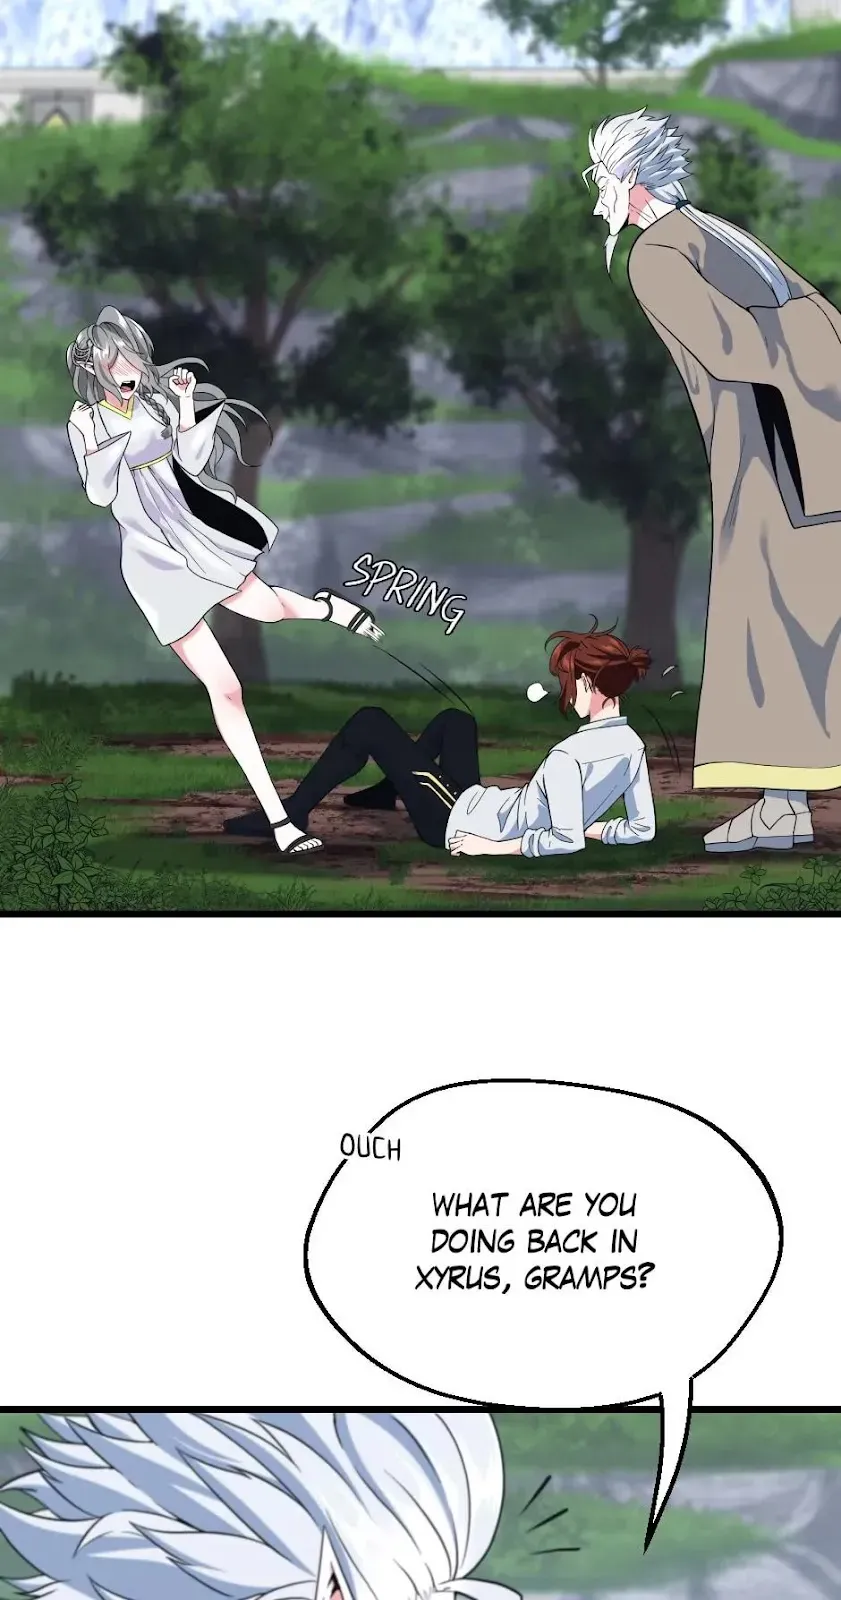 SPRING
OUCH
WHAT ARE YOU
DOING BACK IN
XYRUS, GRAMPS?